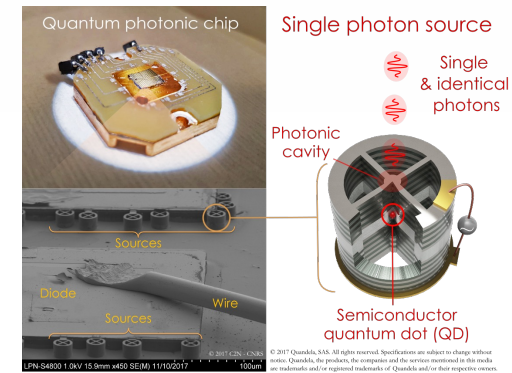 Quantum photonic chip
Single photon source
Single
& identical
photons
Photonic
cavity
Sources
Diode
Wire
Sources
Semiconductor
quantum dot (QD)
© 2017 C2N - CNRS
LPN-S4800 1.0kV 15.9mm x450 SE(M) 11/10/2017
100um
© 2017 Quandela, SAS. All rights reserved. Specifications are subject to change without
notice. Quandela, the products, the companies and the services mentioned in this media
are trademarks and/or registered trademarks of Quandela and/or their respective owners.